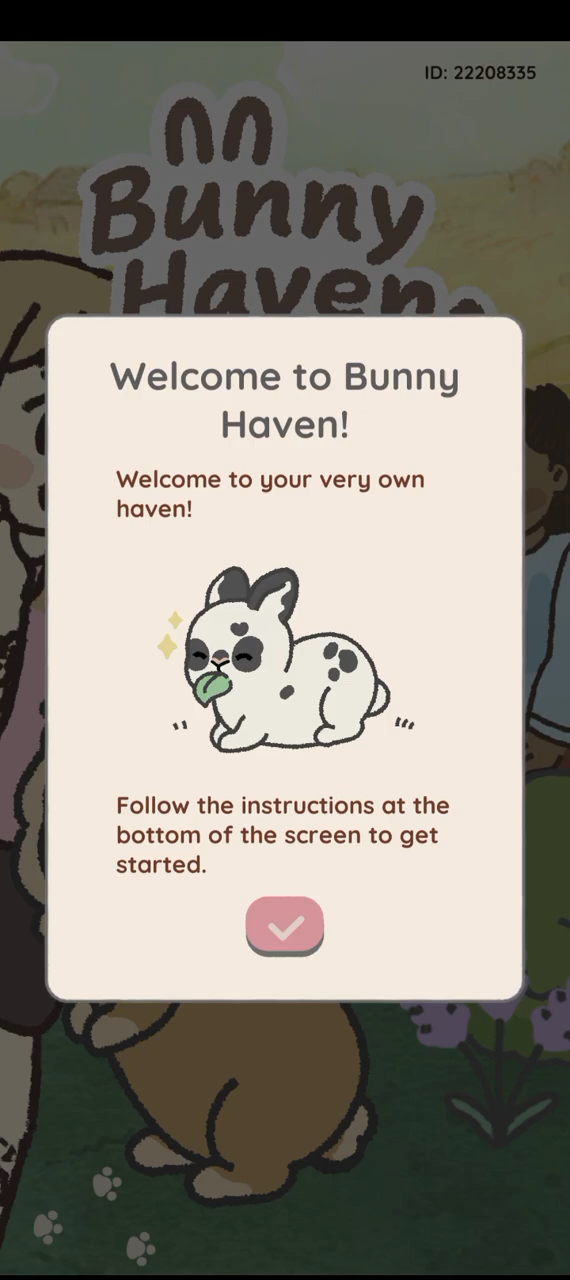 ID: 22208335
Bunny
Haven
Welcome to Bunny
Haven!
Welcome to your very own
haven!
Follow the instructions at the
bottom of the screen to get
started.